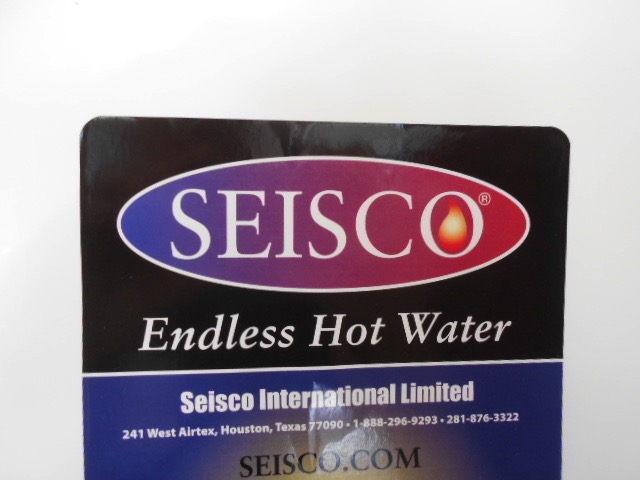 SEISCO®
Endless Hot Water
Seisco International Limited
241 West Airtex, Houston, Texas 77090 • 1-888-296-9293 • 281-876-3322
SEISCO.COM